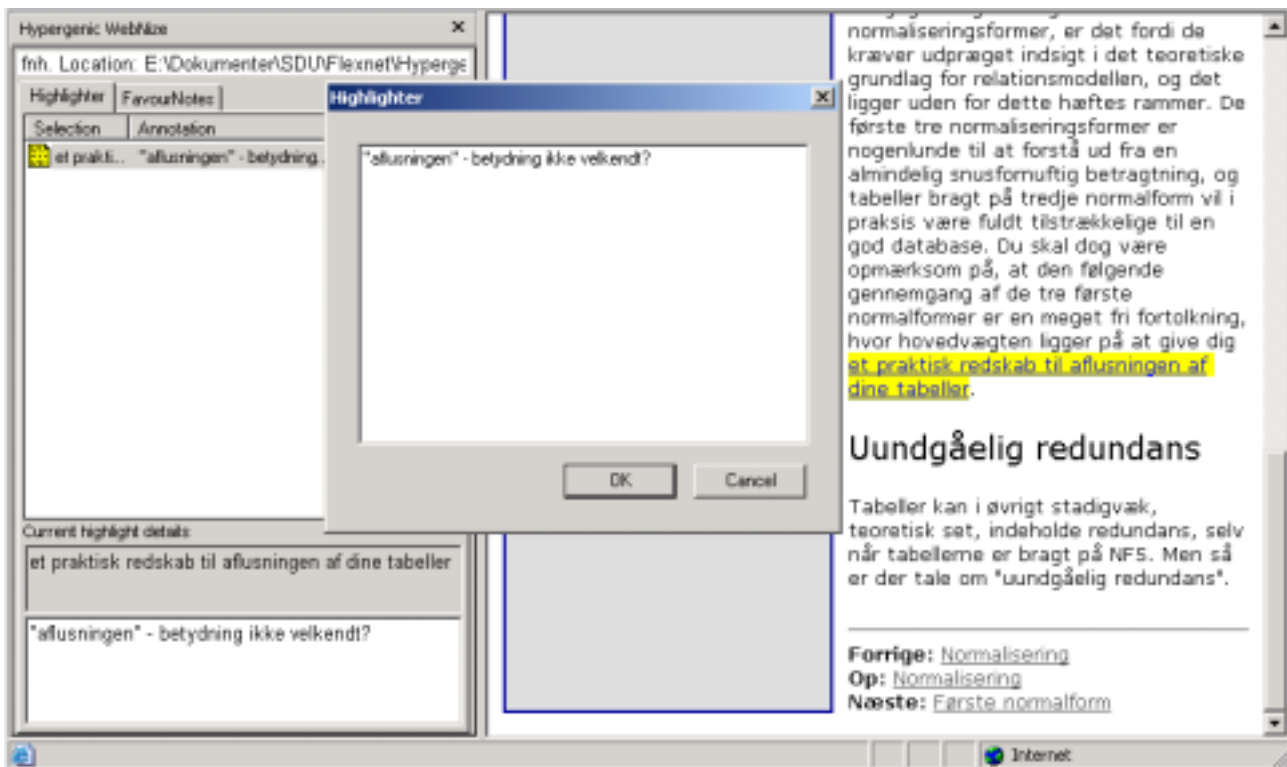 Hypergenic WebNize
fnh. Location: E:\Dokumenter\SDU\Flexnet\Hyperge
Highlighter FavourNotes
Selection Annotation
et prakti... "aflusningen" - betydning...
Current highlight details
et praktisk redskab til aflusningen af dine tabeller
"aflusningen" - betydning ikke velkendt?
Highlighter
"aflusningen" - betydning ikke velkendt?
OK Cancel
normaliseringsformer, er det fordi de
kræver udpræget indsigt i det teoretiske
grundlag for relationsmodellen, og det
ligger uden for dette hæftes rammer. De
første tre normaliseringsformer er
nogenlunde til at forstå ud fra en
almindelig snusfornuftig betragtning, og
tabeller bragt på tredje normalform vil i
praksis være fuldt tilstrækkelige til en
god database. Du skal dog være
opmærksom på, at den følgende
gennemgang af de tre første
normalformer er en meget fri fortolkning,
hvor hovedvægten ligger på at give dig
et praktisk redskab til aflusningen af
dine tabeller.
Uundgåelig redundans
Tabeller kan i øvrigt stadigvæk,
teoretisk set, indeholde redundans, selv
når tabellerne er bragt på NF5. Men så
er der tale om "uundgåelig redundans".
Forrige: Normalisering
Op: Normalisering
Næste: Første normalform
Internet